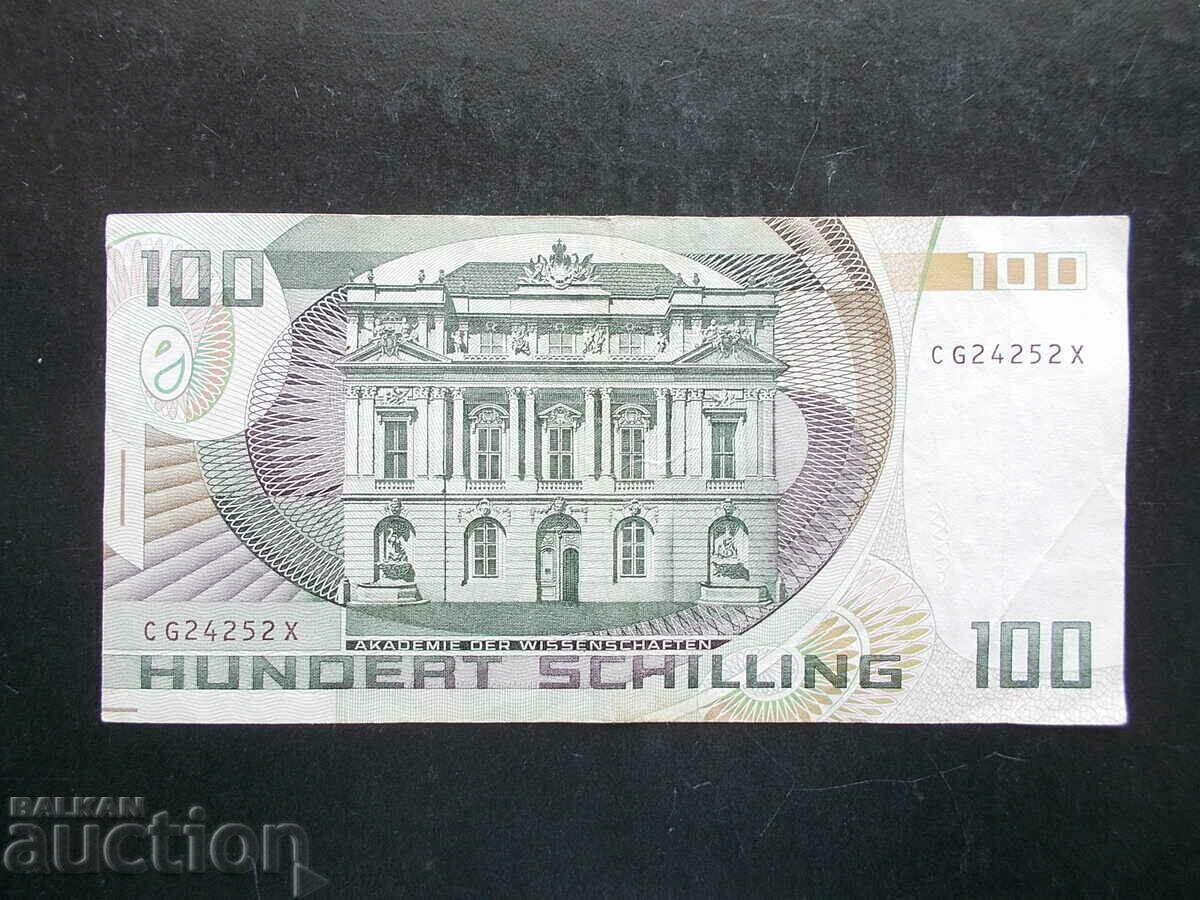 100
100
CG24252X
CG24252X
AKADEMIE DER WISSENSCHAFTEN
HUNDERT SCHILLING
100
BALKAN
auction